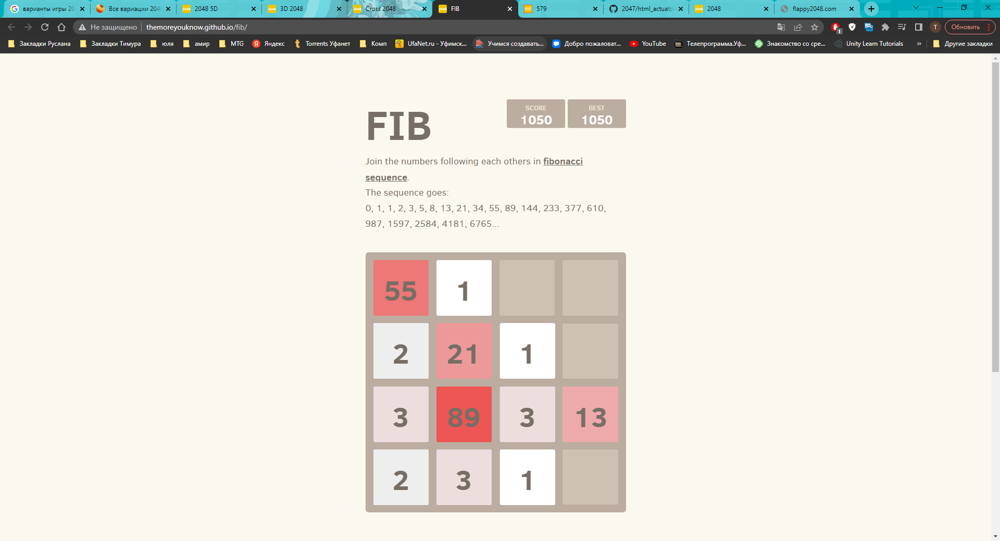 варианты игры 20
Все вариации 204
2048 5D
3D 2048
Cross 2048
FIB
579
2047/html_actuato
2048
flappy2048.com
Не защищено
themoreyouknow.github.io/fib/
1
T
Обновить
Закладки Руслана
Закладки Тимура
юля
амир
MTG
Яндекс
Torrents Уфанет
Комп
UfaNet.ru - Уфимск...
Учимся создавать...
Добро пожаловат...
YouTube
Телепрограмма.Уф...
Знакомство со сре...
Unity Learn Tutorials
»
Другие закладки
FIB
SCORE
1050
BEST
1050
Join the numbers following each others in fibonacci
sequence.
The sequence goes:
0, 1, 1, 2, 3, 5, 8, 13, 21, 34, 55, 89, 144, 233, 377, 610,
987, 1597, 2584, 4181, 6765...
55 1
2 21 1
3 89 3 13
2 3 1